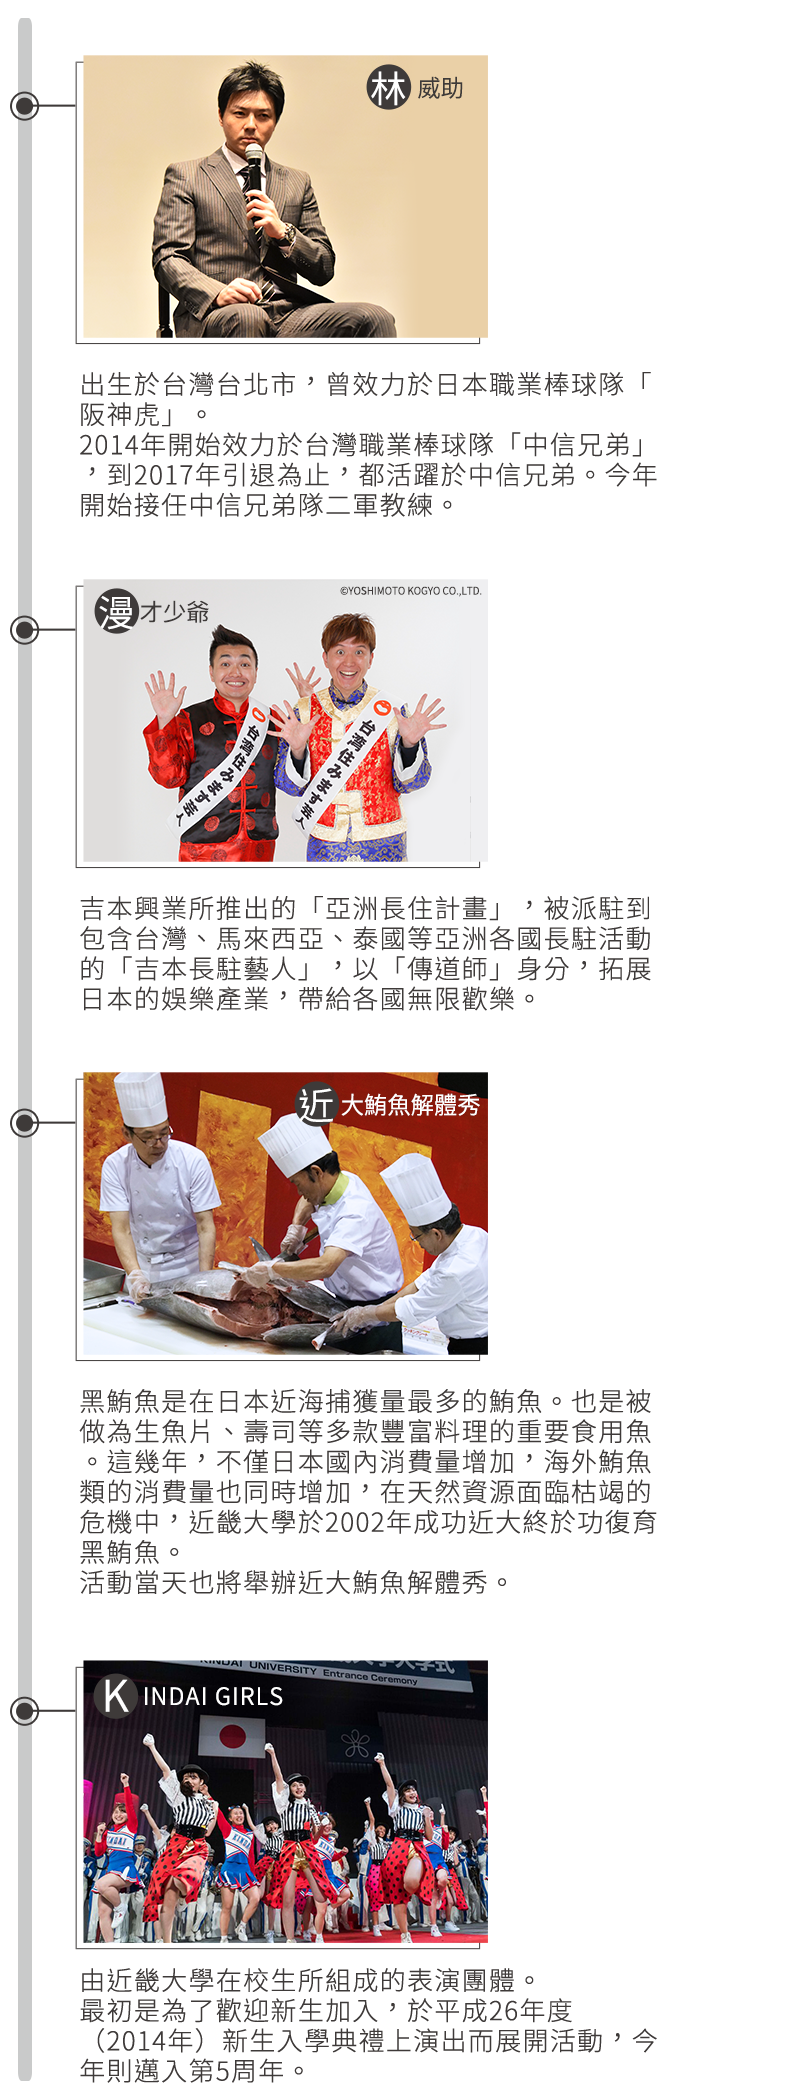 林 威助
出生於台灣台北市，曾效力於日本職業棒球隊「
阪神虎」。
2014年開始效力於台灣職業棒球隊「中信兄弟」
，到2017年引退為止，都活躍於中信兄弟。今年
開始接任中信兄弟隊二軍教練。
©YOSHIMOTO KOGYO CO.,LTD.
漫才少爺
台湾住みます芸人
台湾住みます芸人
吉本興業所推出的「亞洲長住計畫」，被派駐到
包含台灣、馬來西亞、泰國等亞洲各國長駐活動
的「吉本長駐藝人」，以「傳道師」身分，拓展
日本的娛樂產業，帶給各國無限歡樂。
近大鮪魚解體秀
黑鮪魚是在日本近海捕獲量最多的鮪魚。也是被
做為生魚片、壽司等多款豐富料理的重要食用魚
。這幾年，不僅日本國內消費量增加，海外鮪魚
類的消費量也同時增加，在天然資源面臨枯竭的
危機中，近畿大學於2002年成功近大終於功復育
黑鮪魚。
活動當天也將舉辦近大鮪魚解體秀。
KINDAI UNIVERSITY Entrance Ceremony
KINDAI GIRLS
KINDAI
KINDAI
由近畿大學在校生所組成的表演團體。
最初是為了歡迎新生加入，於平成26年度
（2014年）新生入學典禮上演出而展開活動，今
年則邁入第5周年。